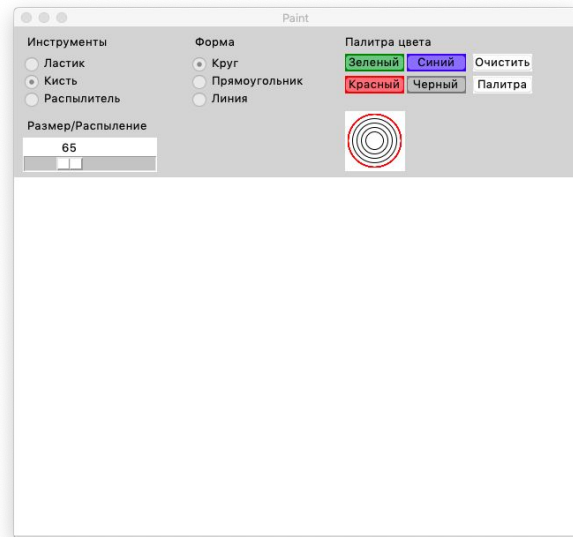 Paint
Инструменты
Ластик
Кисть
Распылитель
Размер/Распыление
65
Форма
Круг
Прямоугольник
Линия
Палитра цвета
Зеленый Синий Очистить
Красный Черный Палитра